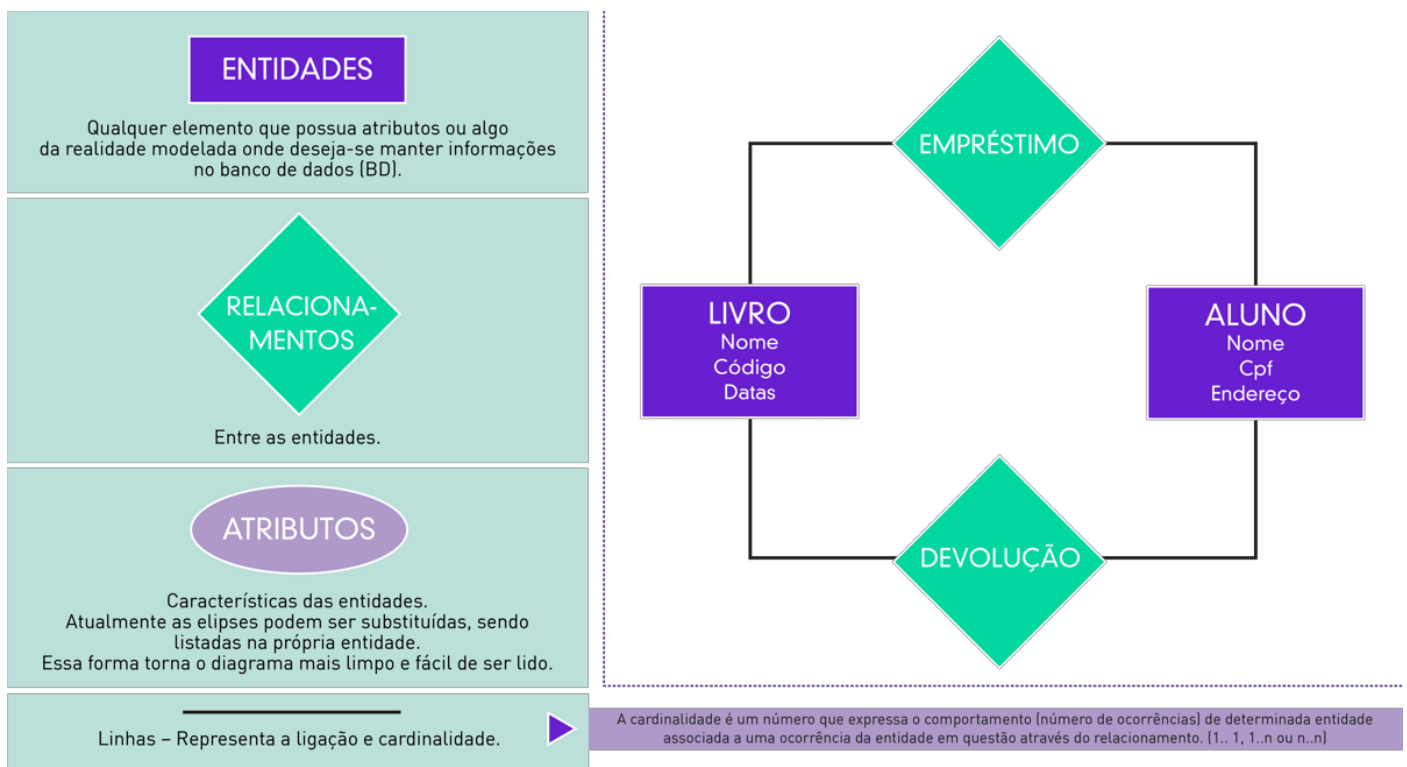 ENTIDADES
Qualquer elemento que possua atributos ou algo
da realidade modelada onde deseja-se manter informações
no banco de dados (BD).
RELACIONA-
MENTOS
Entre as entidades.
ATRIBUTOS
Características das entidades.
Atualmente as elipses podem ser substituídas, sendo
listadas na própria entidade.
Essa forma torna o diagrama mais limpo e fácil de ser lido.
Linhas – Representa a ligação e cardinalidade.
EMPRÉSTIMO
LIVRO
Nome
Código
Datas
ALUNO
Nome
Cpf
Endereço
DEVOLUÇÃO
A cardinalidade é um número que expressa o comportamento (número de ocorrências) de determinada entidade
associada a uma ocorrência da entidade em questão através do relacionamento. (1.. 1, 1..n ou n..n)